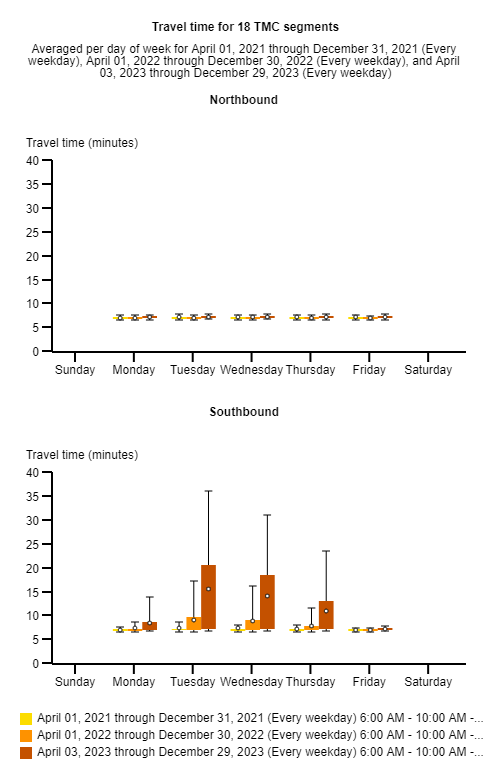 Travel time for 18 TMC segments
Averaged per day of week for April 01, 2021 through December 31, 2021 (Every
weekday), April 01, 2022 through December 30, 2022 (Every weekday), and April
03, 2023 through December 29, 2023 (Every weekday)
Northbound
Travel time (minutes)
40
35
30
25
20
15
10
5
0
Sunday Monday Tuesday Wednesday Thursday Friday Saturday
Southbound
Travel time (minutes)
40
35
30
25
20
15
10
5
0
Sunday Monday Tuesday Wednesday Thursday Friday Saturday
April 01, 2021 through December 31, 2021 (Every weekday) 6:00 AM - 10:00 AM -...
April 01, 2022 through December 30, 2022 (Every weekday) 6:00 AM - 10:00 AM -...
April 03, 2023 through December 29, 2023 (Every weekday) 6:00 AM - 10:00 AM -...